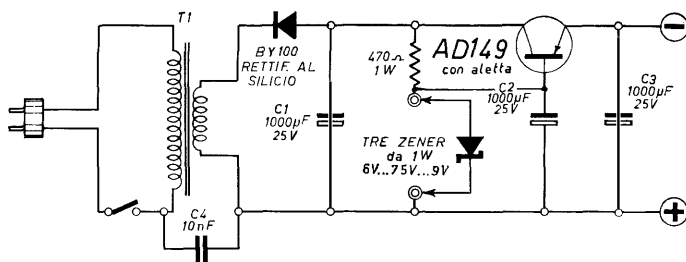 T1
BY100
RETTIF. AL
SILICIO
C1
1000µF
25V
470Ω
1W
AD149
con aletta
C2
1000µF
25V
C3
1000µF
25V
TRE ZENER
da 1W
6V...7.5V...9V
C4
10nF
−
+